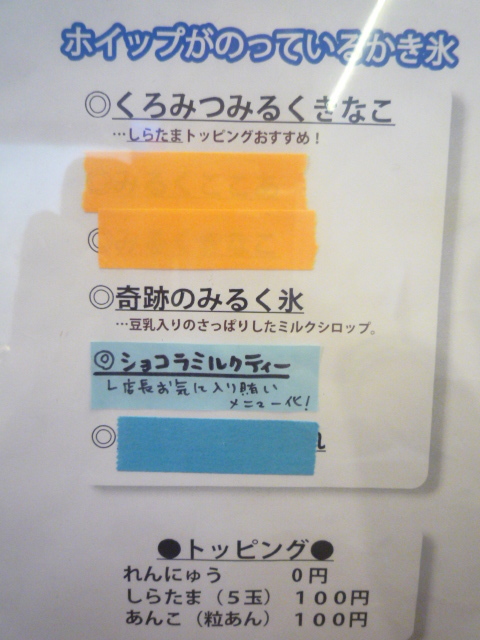 ホイップがのっているかき氷
◎くろみつみるくきなこ
…しらたまトッピングおすすめ！
◎奇跡のみるく氷
…豆乳入りのさっぱりしたミルクシロップ。
◎ショコラミルクティー
└店長お気に入り賄い
メニュー化!
◎
●トッピング●
れんにゅう　0円
しらたま（5玉）　100円
あんこ（粒あん）　100円